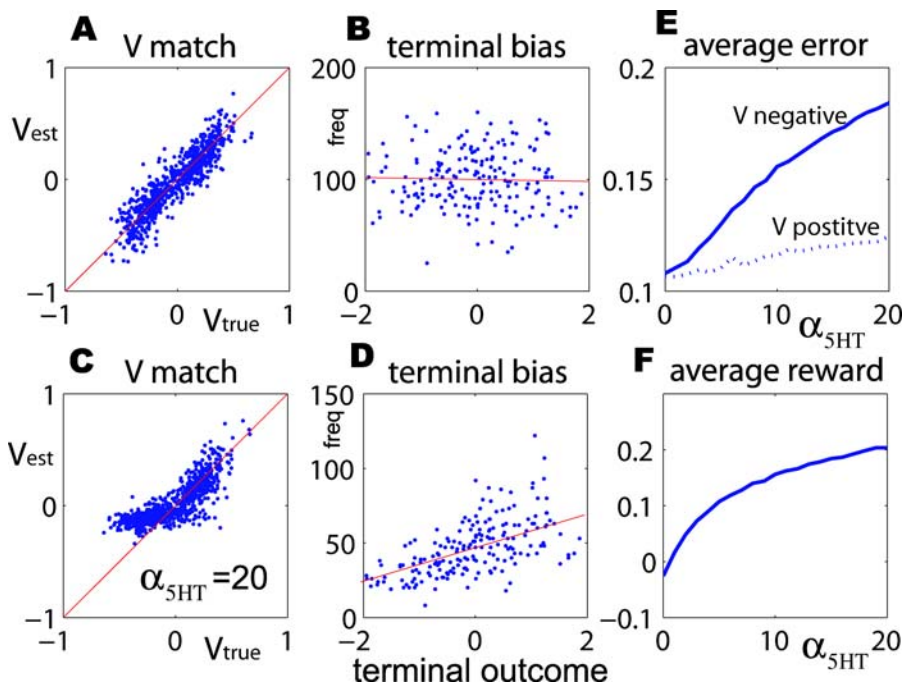 A
V match
1
Vest
0
−1
−1
0
Vtrue
1
B
terminal bias
200
freq
100
0
−2
0
2
E
average error
0.2
V negative
0.15
V postitve
0.1
0
10
α5HT
20
C
V match
1
Vest
0
α5HT=20
−1
−1
0
Vtrue
1
D
terminal bias
150
freq
100
50
0
−2
0
2
terminal outcome
F
average reward
0.2
0.1
0
−0.1
0
10
α5HT
20